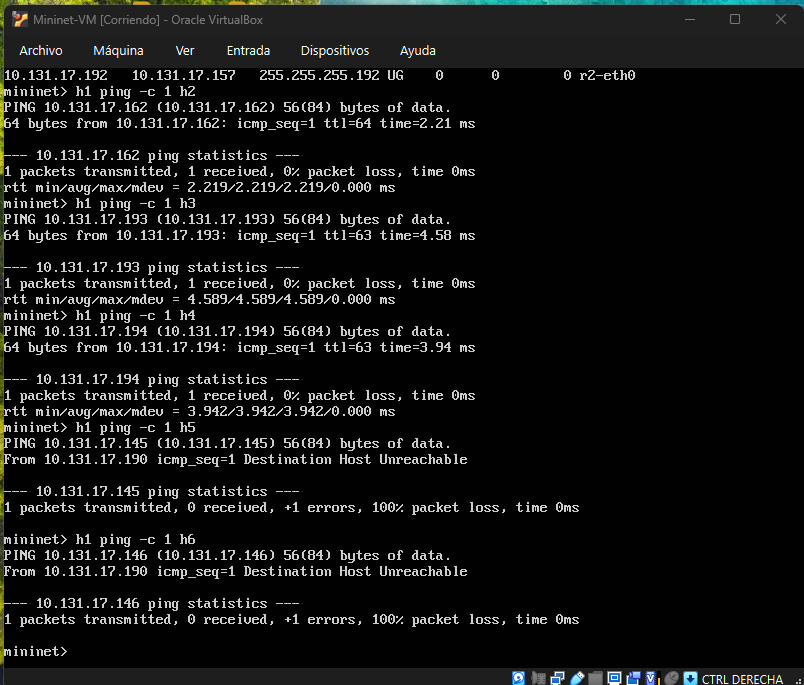 Mininet-VM [Corriendo] - Oracle VirtualBox
Archivo Máquina Ver Entrada Dispositivos Ayuda
10.131.17.192 10.131.17.157 255.255.255.192 UG 0 0 0 r2-eth0
mininet> h1 ping -c 1 h2
PING 10.131.17.162 (10.131.17.162) 56(84) bytes of data.
64 bytes from 10.131.17.162: icmp_seq=1 ttl=64 time=2.21 ms
--- 10.131.17.162 ping statistics ---
1 packets transmitted, 1 received, 0% packet loss, time 0ms
rtt min/avg/max/mdev = 2.219/2.219/2.219/0.000 ms
mininet> h1 ping -c 1 h3
PING 10.131.17.193 (10.131.17.193) 56(84) bytes of data.
64 bytes from 10.131.17.193: icmp_seq=1 ttl=63 time=4.58 ms
--- 10.131.17.193 ping statistics ---
1 packets transmitted, 1 received, 0% packet loss, time 0ms
rtt min/avg/max/mdev = 4.589/4.589/4.589/0.000 ms
mininet> h1 ping -c 1 h4
PING 10.131.17.194 (10.131.17.194) 56(84) bytes of data.
64 bytes from 10.131.17.194: icmp_seq=1 ttl=63 time=3.94 ms
--- 10.131.17.194 ping statistics ---
1 packets transmitted, 1 received, 0% packet loss, time 0ms
rtt min/avg/max/mdev = 3.942/3.942/3.942/0.000 ms
mininet> h1 ping -c 1 h5
PING 10.131.17.145 (10.131.17.145) 56(84) bytes of data.
From 10.131.17.190 icmp_seq=1 Destination Host Unreachable
--- 10.131.17.145 ping statistics ---
1 packets transmitted, 0 received, +1 errors, 100% packet loss, time 0ms
mininet> h1 ping -c 1 h6
PING 10.131.17.146 (10.131.17.146) 56(84) bytes of data.
From 10.131.17.190 icmp_seq=1 Destination Host Unreachable
--- 10.131.17.146 ping statistics ---
1 packets transmitted, 0 received, +1 errors, 100% packet loss, time 0ms
mininet>
CTRL DERECHA